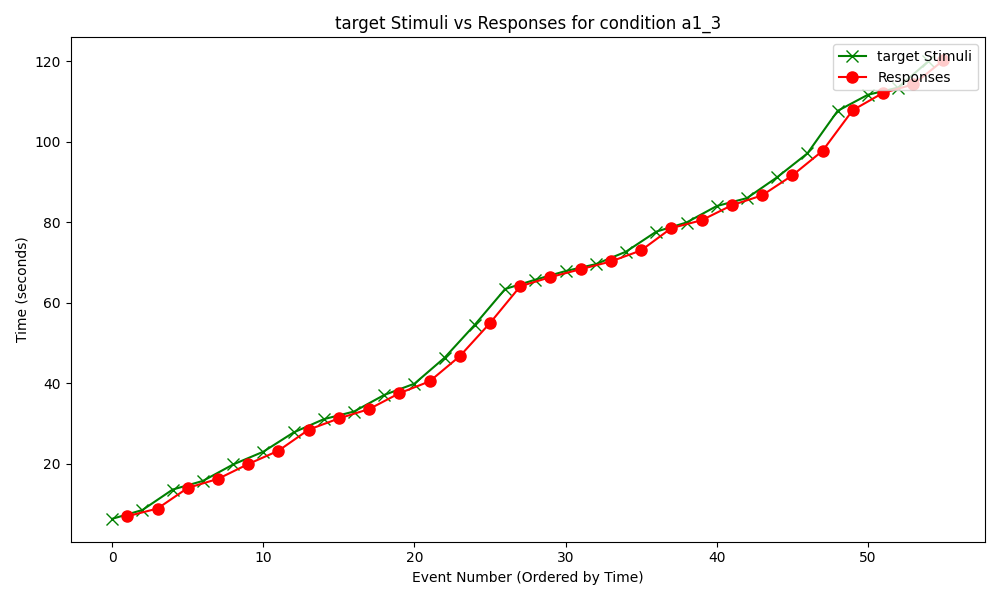 target Stimuli vs Responses for condition a1_3
target Stimuli
Responses
120
100
80
60
40
20
Time (seconds)
0 10 20 30 40 50
Event Number (Ordered by Time)